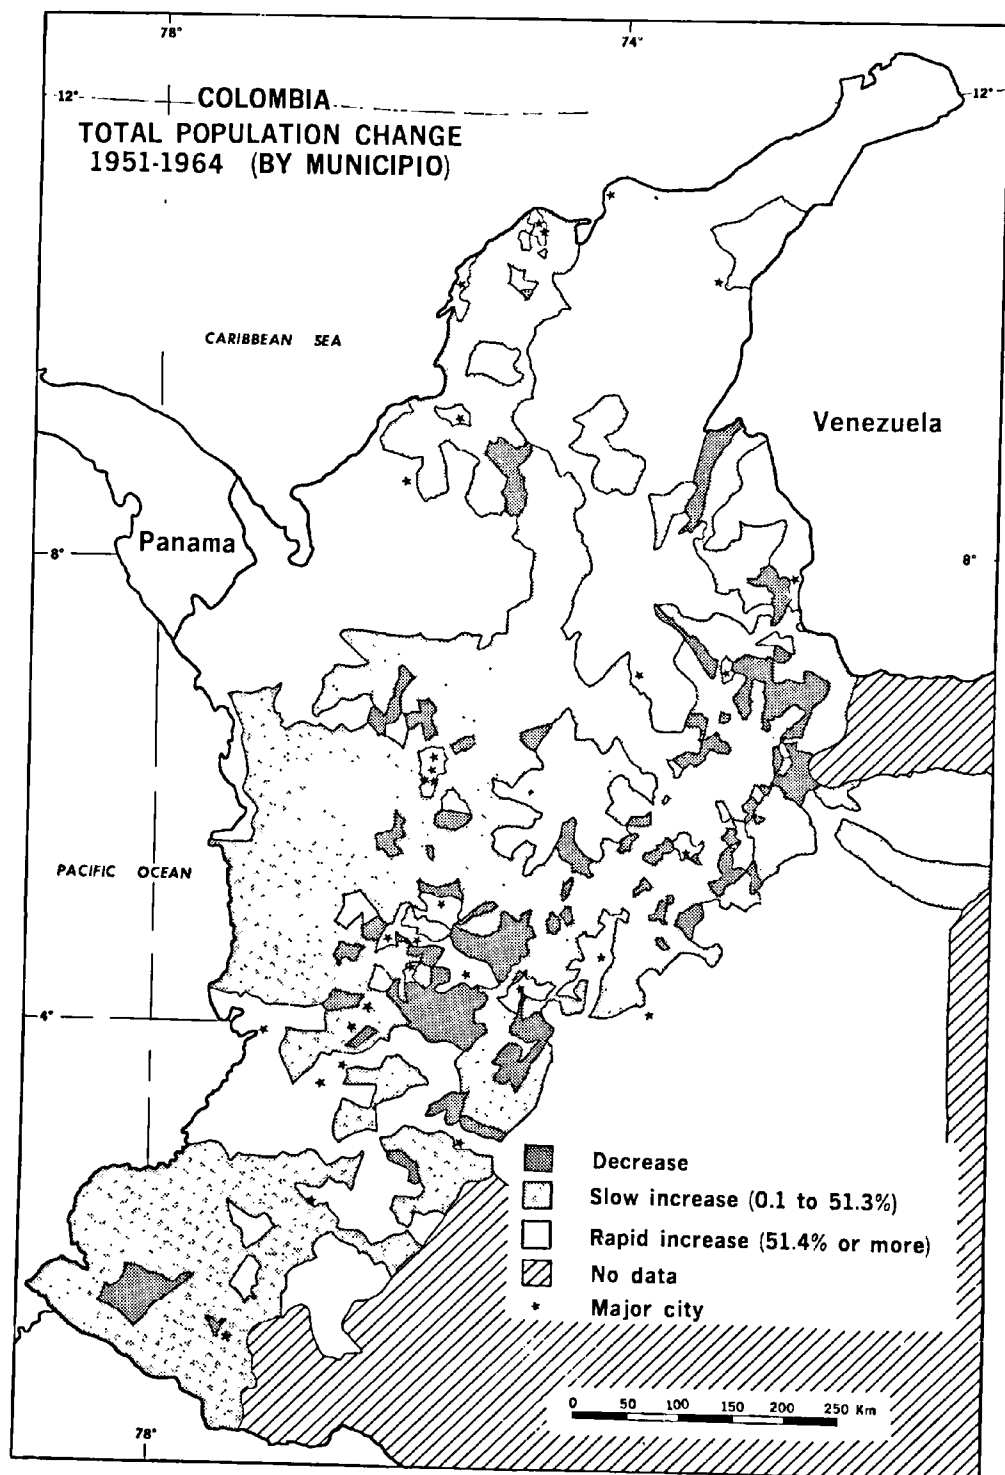 78°
74°
12°
COLOMBIA
12°
TOTAL POPULATION CHANGE
1951-1964 (BY MUNICIPIO)
CARIBBEAN SEA
Venezuela
Panama
8°
8°
PACIFIC OCEAN
4°
Decrease
Slow increase (0.1 to 51.3%)
Rapid increase (51.4% or more)
No data
Major city
0 50 100 150 200 250 Km
78°